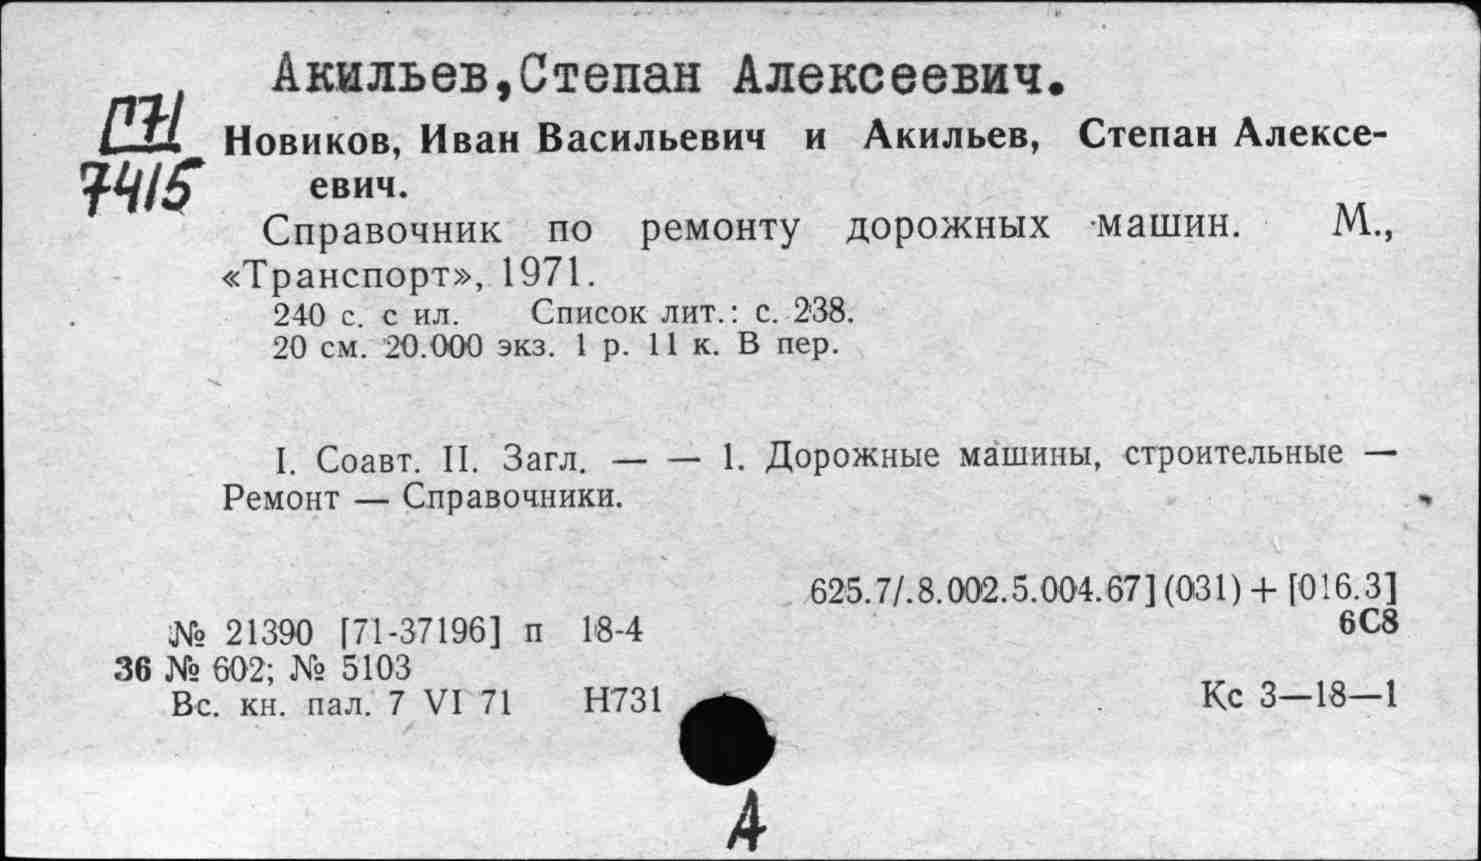 Акильев,Степан Алексеевич.
П71
7415
Новиков, Иван Васильевич и Акильев, Степан Алексе-
евич.
Справочник по ремонту дорожных машин. М.,
«Транспорт», 1971.
240 с. с ил. Список лит.: с. 238.
20 см. 20.000 экз. 1 р. 11 к. В пер.
I. Соавт. II. Загл. — — 1. Дорожные машины, строительные —
Ремонт — Справочники.
625.7/.8.002.5.004.67](031) + [016.3]
6С8
№ 21390 [71-37196] п 18-4
36 № 602; № 5103
Вс. кн. пал. 7 VI 71 Н731
Кс 3—18—1
А